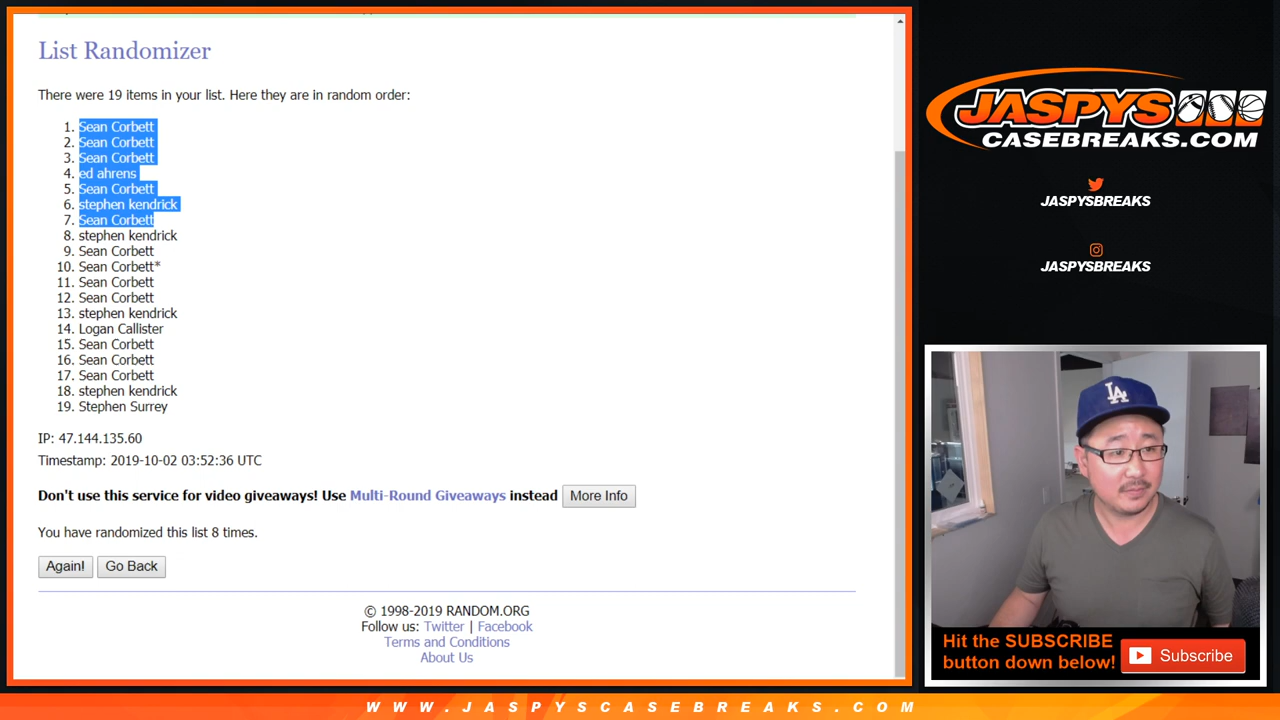 List Randomizer
There were 19 items in your list. Here they are in random order:
1. Sean Corbett
2. Sean Corbett
3. Sean Corbett
4. ed ahrens
5. Sean Corbett
6. stephen kendrick
7. Sean Corbett
8. stephen kendrick
9. Sean Corbett
10. Sean Corbett*
11. Sean Corbett
12. Sean Corbett
13. stephen kendrick
14. Logan Callister
15. Sean Corbett
16. Sean Corbett
17. Sean Corbett
18. stephen kendrick
19. Stephen Surrey
IP: 47.144.135.60
Timestamp: 2019-10-02 03:52:36 UTC
Don't use this service for video giveaways! Use Multi-Round Giveaways instead More Info
You have randomized this list 8 times.
Again! Go Back
© 1998-2019 RANDOM.ORG
Follow us: Twitter | Facebook
Terms and Conditions
About Us
JASPYS
CASEBREAKS.COM
JASPYSBREAKS
JASPYSBREAKS
LA
Hit the SUBSCRIBE
button down below!
Subscribe
WWW.JASPYSCASEBREAKS.COM